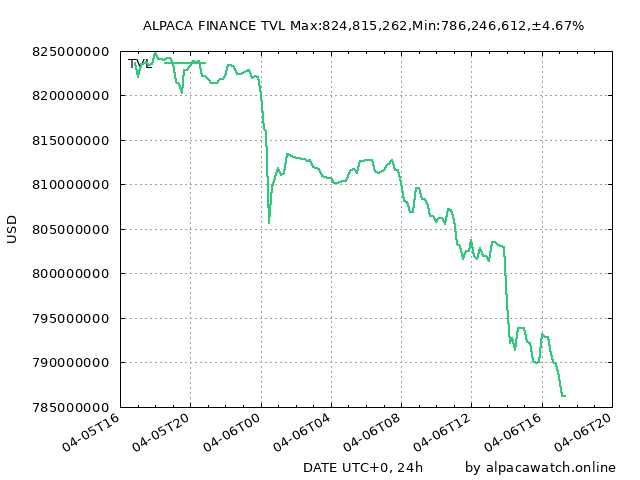 ALPACA FINANCE TVL Max:824,815,262,Min:786,246,612,±4.67%
825000000
TVL
820000000
815000000
810000000
805000000
800000000
795000000
790000000
785000000
USD
04-05T16
04-05T20
04-06T00
04-06T04
04-06T08
04-06T12
04-06T16
04-06T20
DATE UTC+0, 24h
by alpacawatch.online